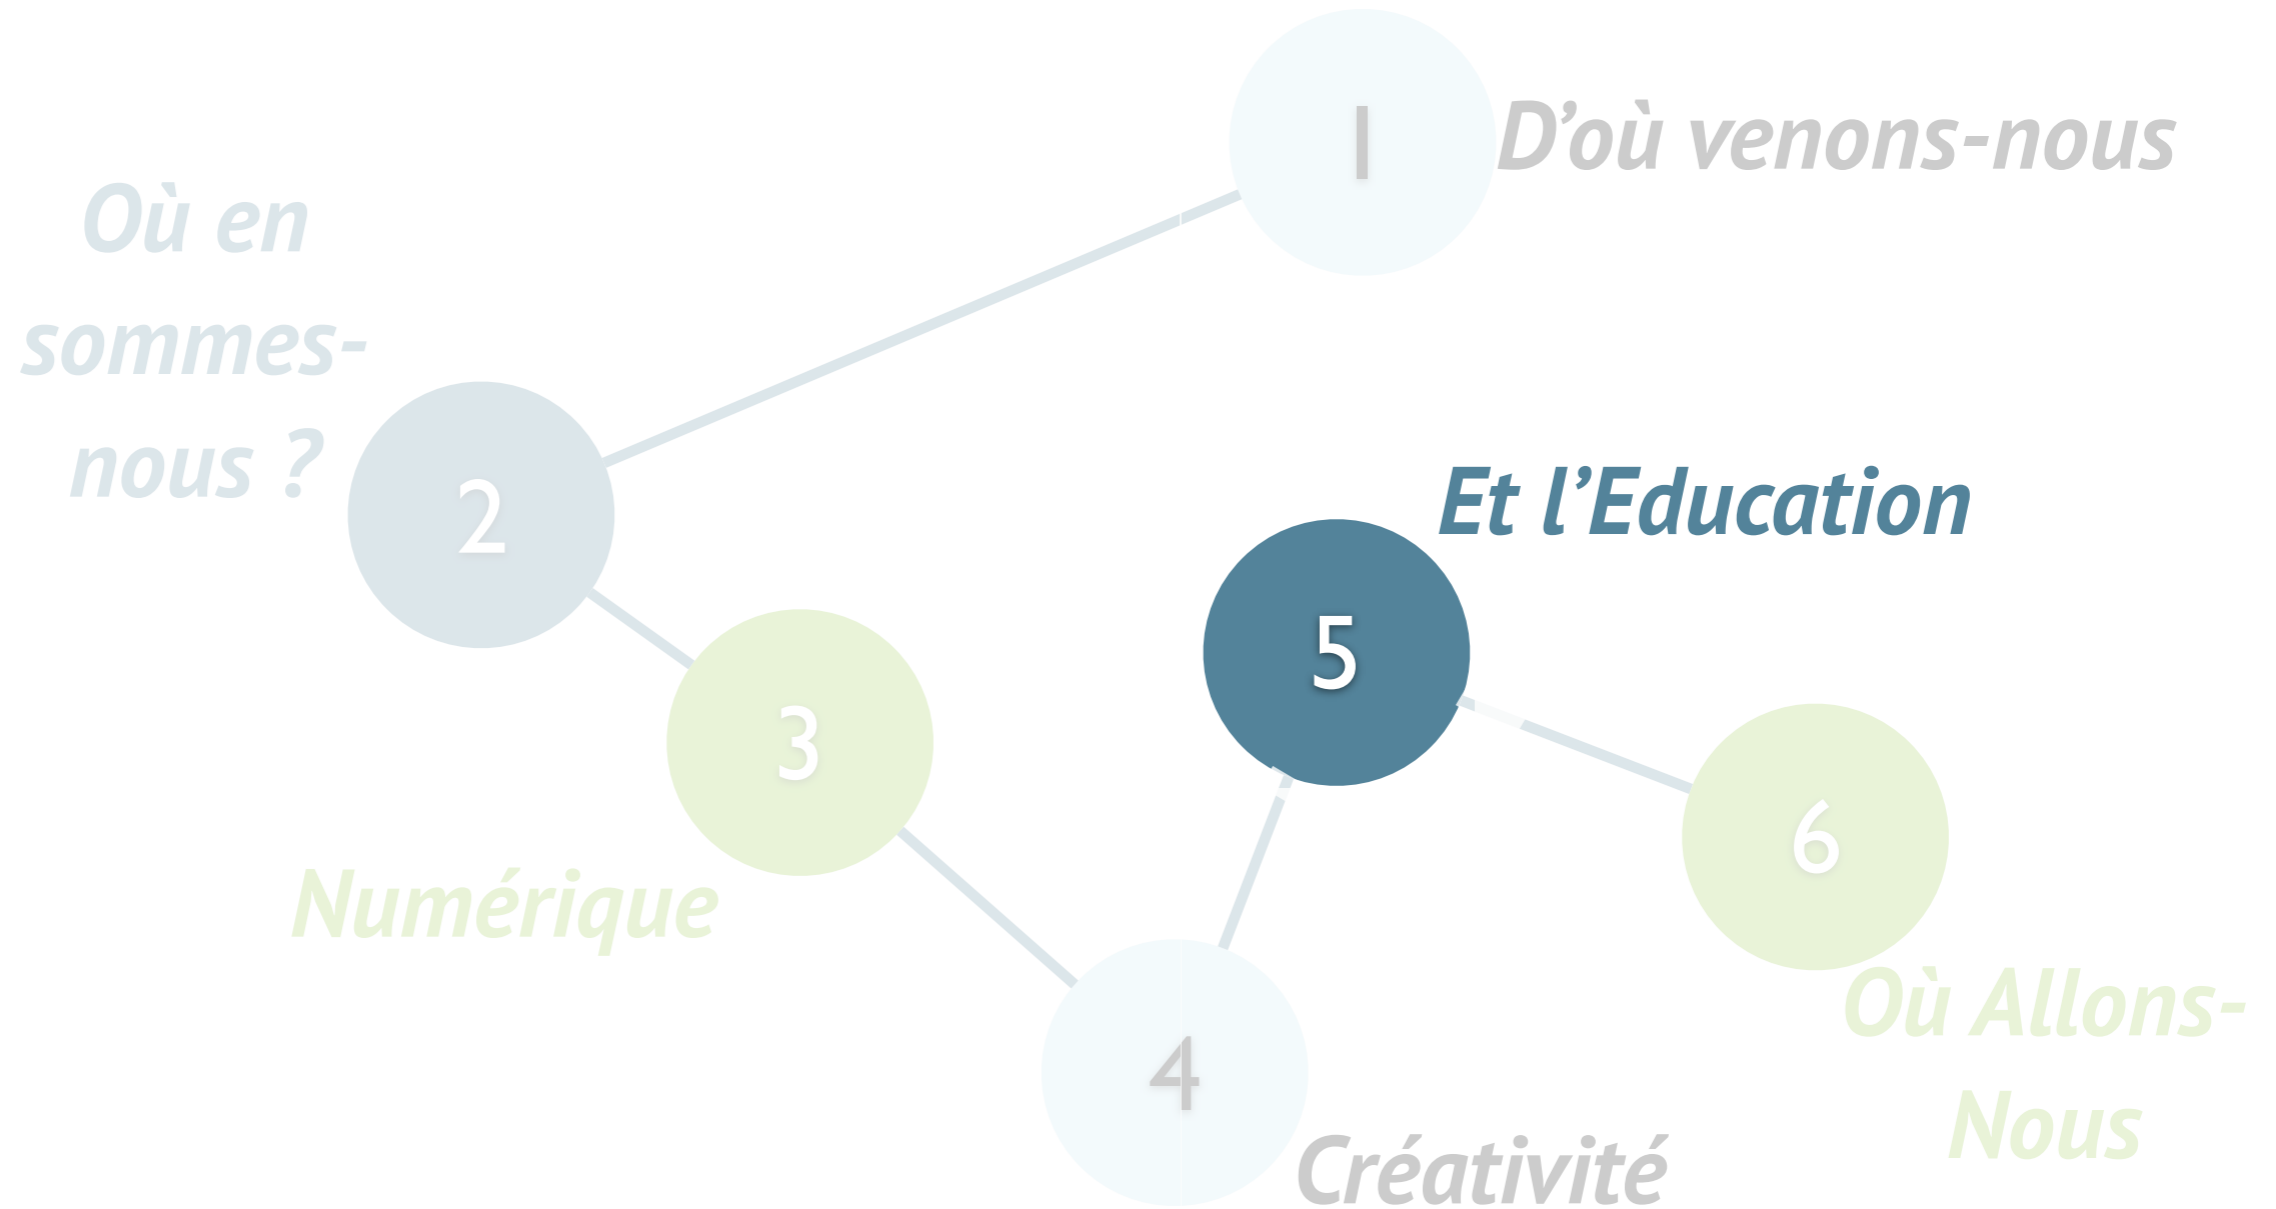 1
D’où venons-nous
Où en
sommes-
nous ?
2
3
Numérique
4
Créativité
5
Et l’Education
6
Où Allons-
Nous